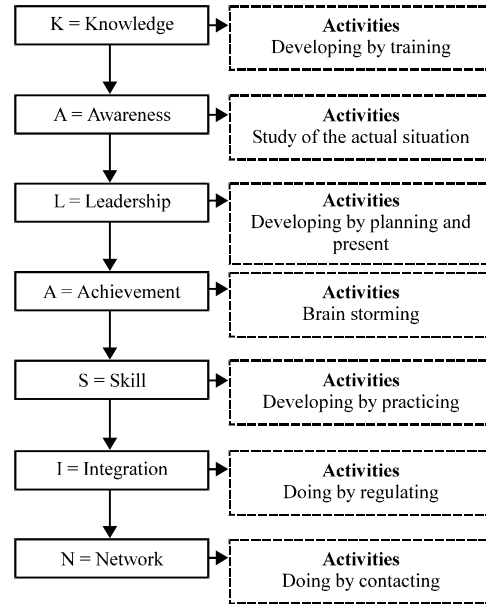 K = Knowledge
Activities
Developing by training
A = Awareness
Activities
Study of the actual situation
L = Leadership
Activities
Developing by planning and
present
A = Achievement
Activities
Brain storming
S = Skill
Activities
Developing by practicing
I = Integration
Activities
Doing by regulating
N = Network
Activities
Doing by contacting